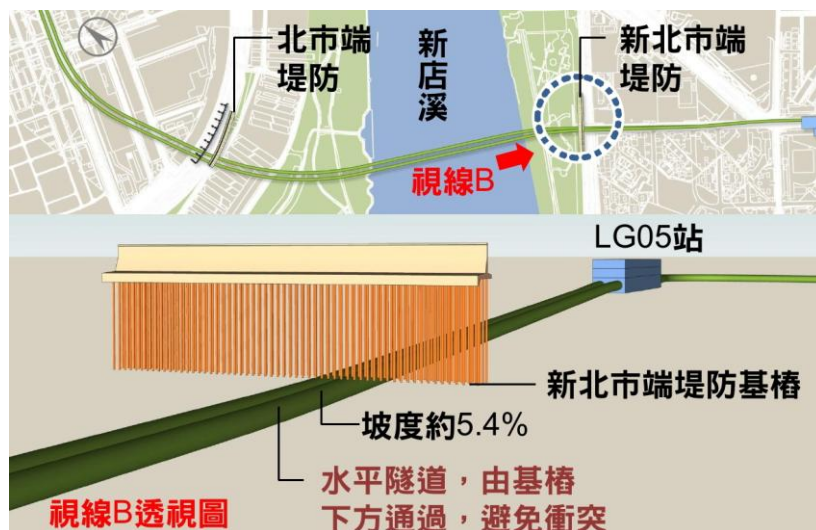 北市端
堤防
新店溪
新北市端
堤防
視線B
LG05站
新北市端堤防基樁
坡度約5.4%
水平隧道，由基樁
下方通過，避免衝突
視線B透視圖